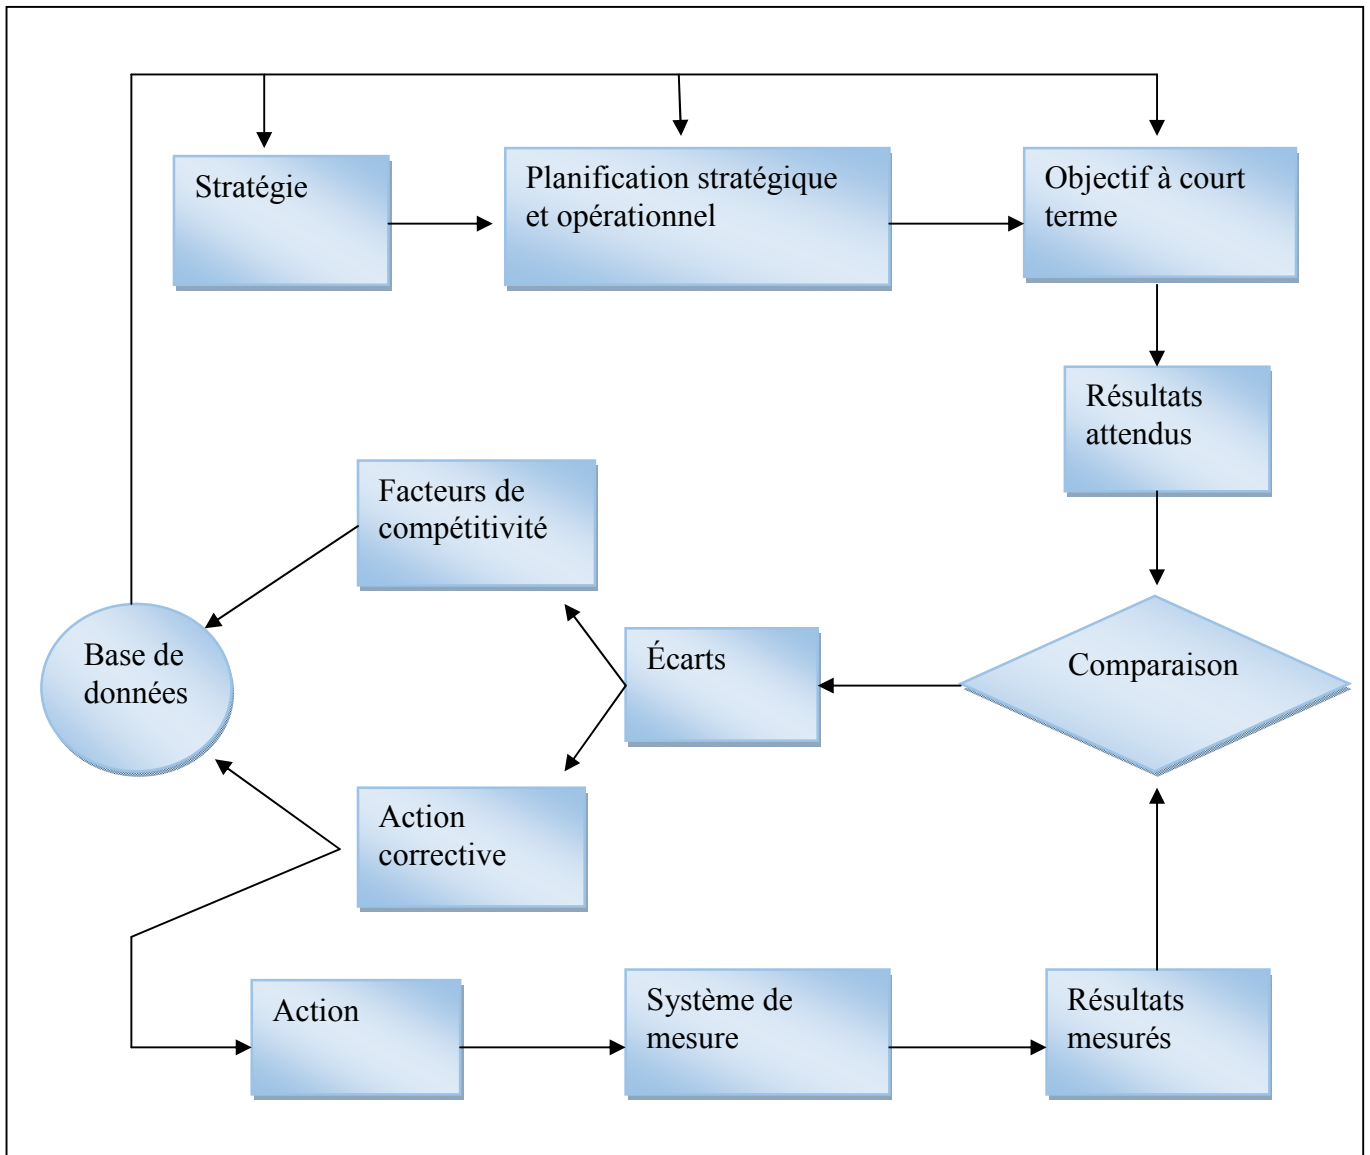 Stratégie
Planification stratégique
et opérationnel
Objectif à court
terme
Résultats
attendus
Facteurs de
compétitivité
Base de
données
Écarts
Comparaison
Action
corrective
Action
Système de
mesure
Résultats
mesurés